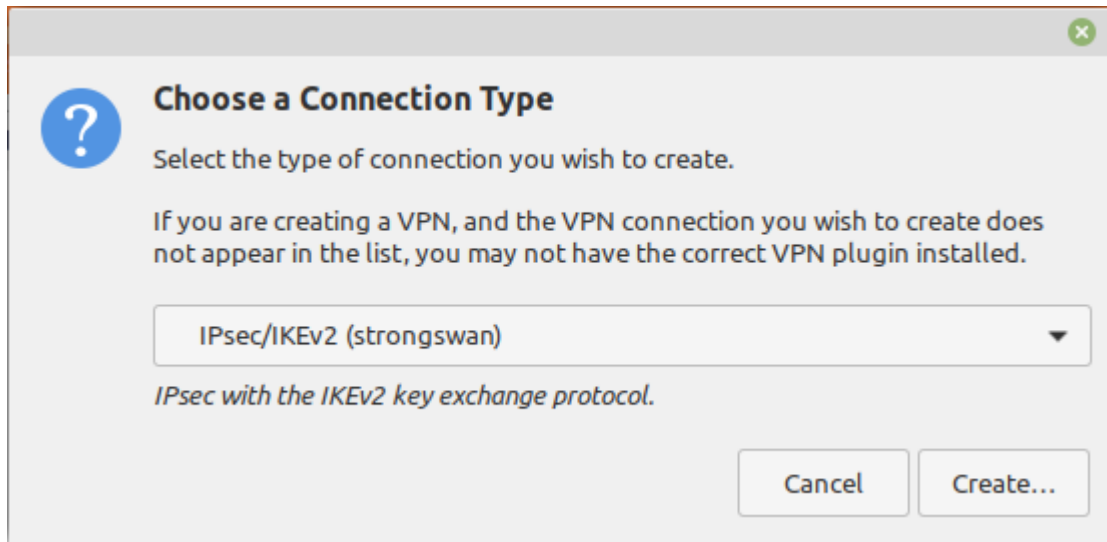 Choose a Connection Type
Select the type of connection you wish to create.
If you are creating a VPN, and the VPN connection you wish to create does
not appear in the list, you may not have the correct VPN plugin installed.
IPsec/IKEv2 (strongswan)
IPsec with the IKEv2 key exchange protocol.
Cancel
Create...